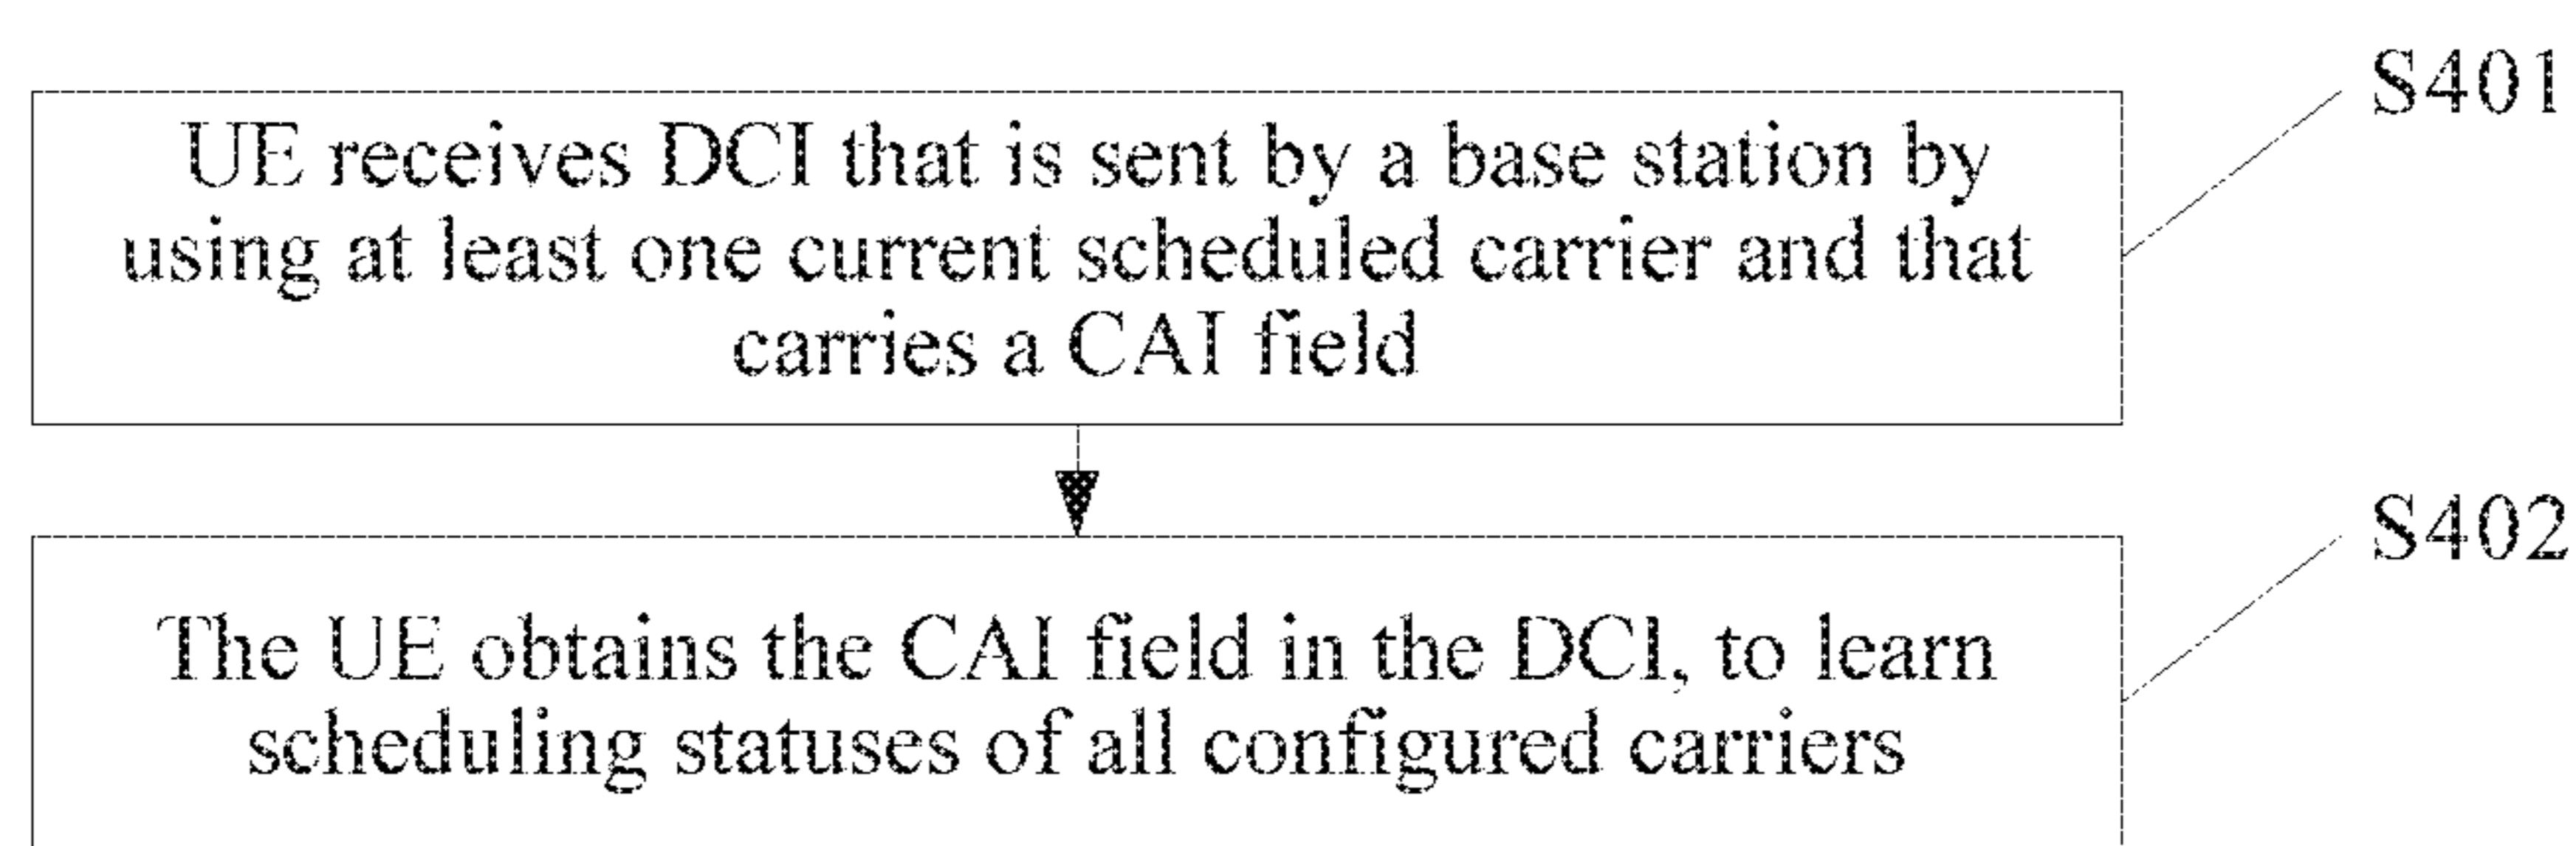 S401
UE receives DCI that is sent by a base station by
using at least one current scheduled carrier and that
carries a CAI field
S402
The UE obtains the CAI field in the DCI, to learn
scheduling statuses of all configured carriers